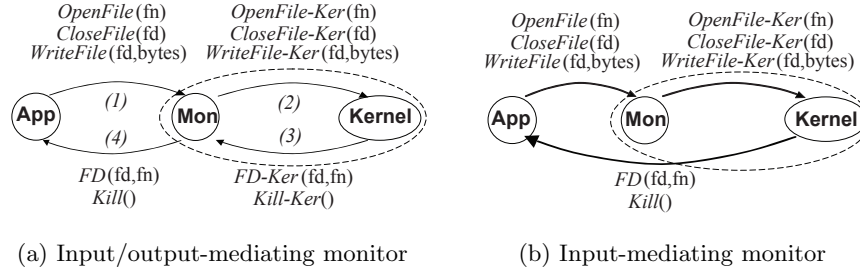 OpenFile(fn)
CloseFile(fd)
WriteFile(fd,bytes)
OpenFile-Ker(fn)
CloseFile-Ker(fd)
WriteFile-Ker(fd,bytes)
App
(1)
(4)
Mon
(2)
(3)
Kernel
FD(fd,fn)
Kill()
FD-Ker(fd,fn)
Kill-Ker()
(a) Input/output-mediating monitor
OpenFile(fn)
CloseFile(fd)
WriteFile(fd,bytes)
OpenFile-Ker(fn)
CloseFile-Ker(fd)
WriteFile-Ker(fd,bytes)
App
Mon
Kernel
FD(fd,fn)
Kill()
(b) Input-mediating monitor